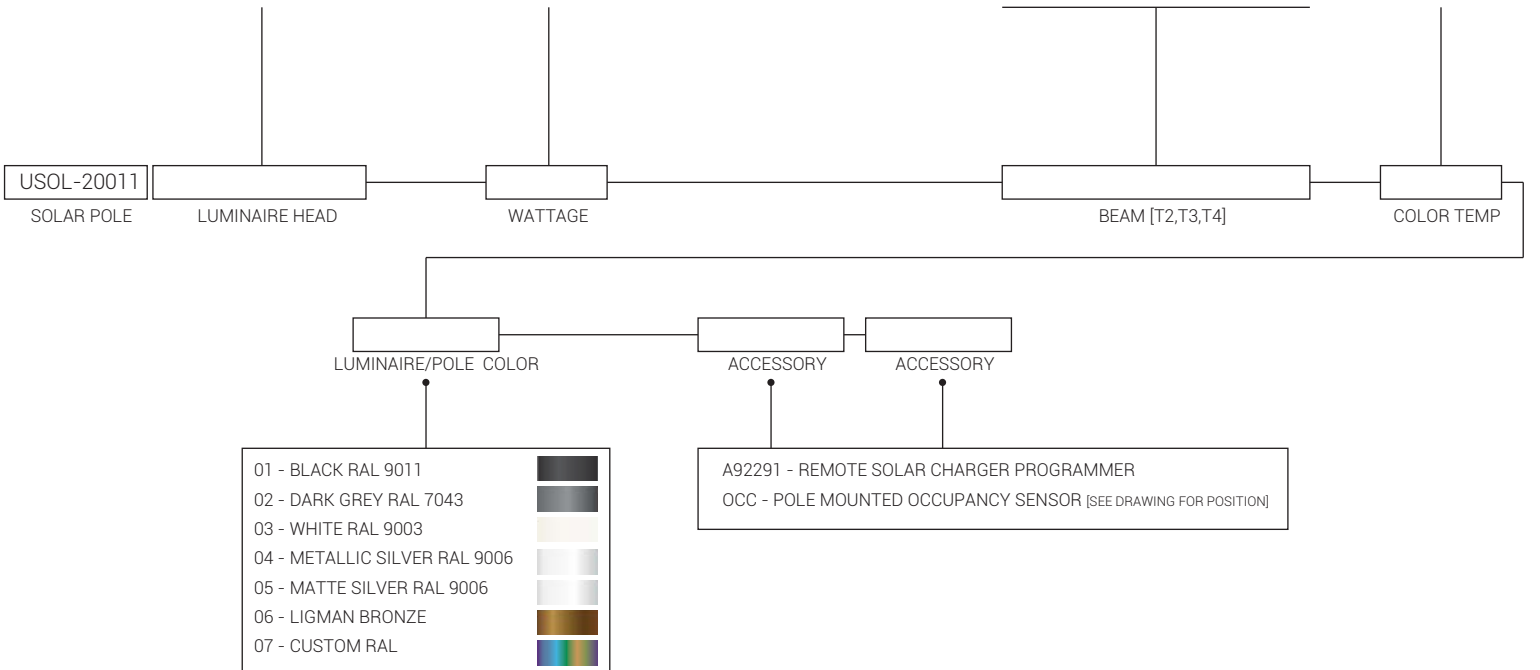 USOL-20011
SOLAR POLE LUMINAIRE HEAD WATTAGE BEAM [T2,T3,T4] COLOR TEMP
LUMINAIRE/POLE COLOR ACCESSORY ACCESSORY
01 - BLACK RAL 9011
02 - DARK GREY RAL 7043
03 - WHITE RAL 9003
04 - METALLIC SILVER RAL 9006
05 - MATTE SILVER RAL 9006
06 - LIGMAN BRONZE
07 - CUSTOM RAL
A92291 - REMOTE SOLAR CHARGER PROGRAMMER
OCC - POLE MOUNTED OCCUPANCY SENSOR [SEE DRAWING FOR POSITION]